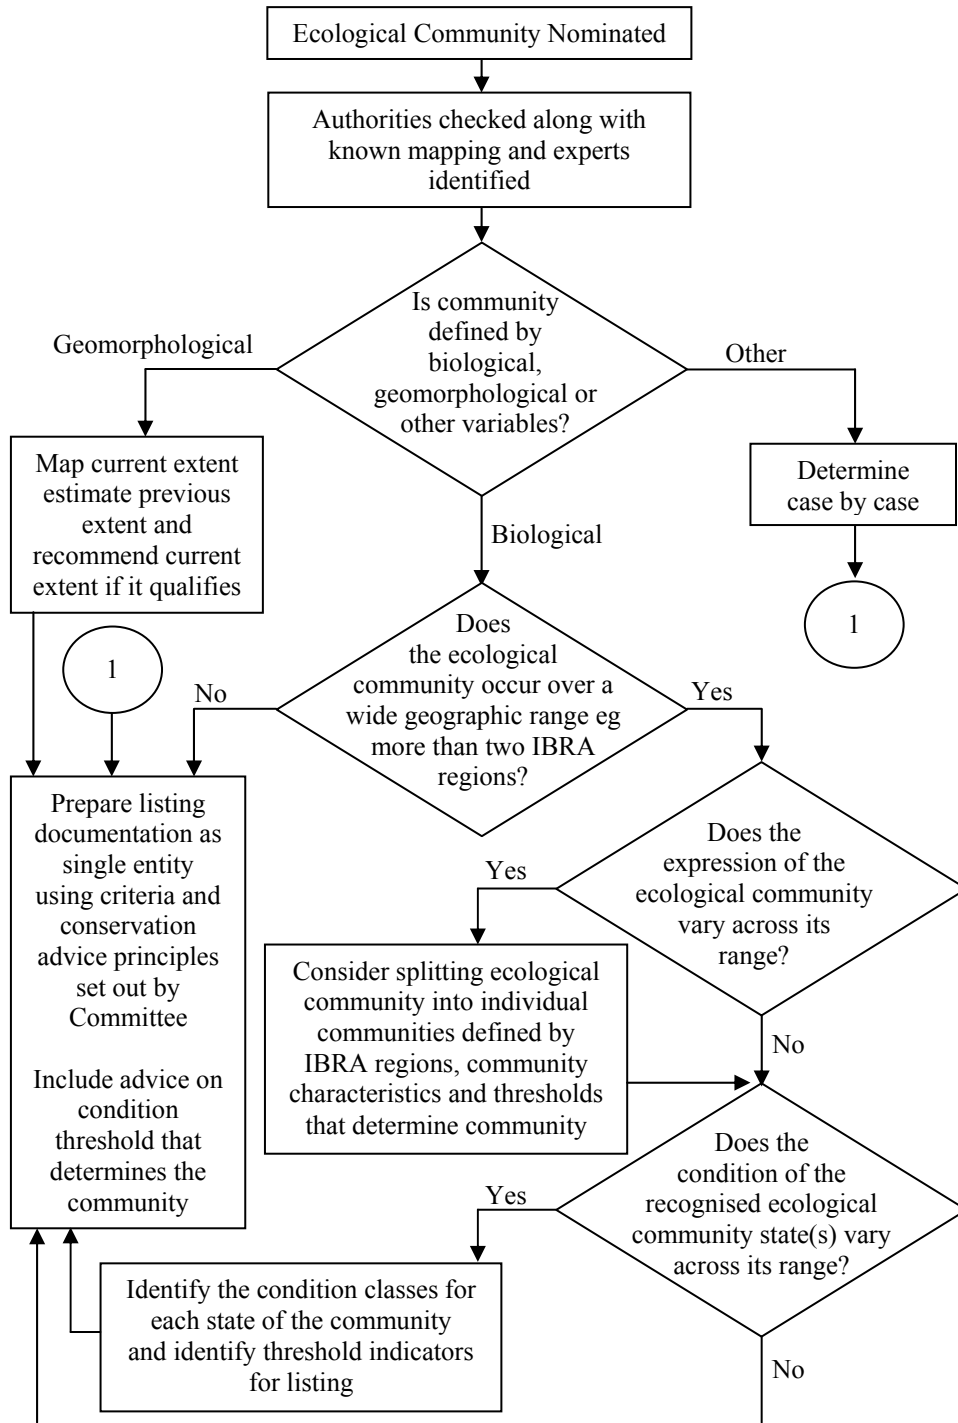 Ecological Community Nominated
Authorities checked along with
known mapping and experts
identified
Is community
defined by
biological,
geomorphological or
other variables?
Geomorphological
Other
Map current extent
estimate previous
extent and
recommend current
extent if it qualifies
Determine
case by case
Biological
1
1
Does
the ecological
community occur over a
wide geographic range eg
more than two IBRA
regions?
No
Yes
Prepare listing
documentation as
single entity
using criteria and
conservation
advice principles
set out by
Committee
Include advice on
condition
threshold that
determines the
community
Does the
expression of the
ecological community
vary across its
range?
Yes
No
Consider splitting ecological
community into individual
communities defined by
IBRA regions, community
characteristics and thresholds
that determine community
Does the
condition of the
recognised ecological
community state(s) vary
across its range?
Yes
No
Identify the condition classes for
each state of the community
and identify threshold indicators
for listing